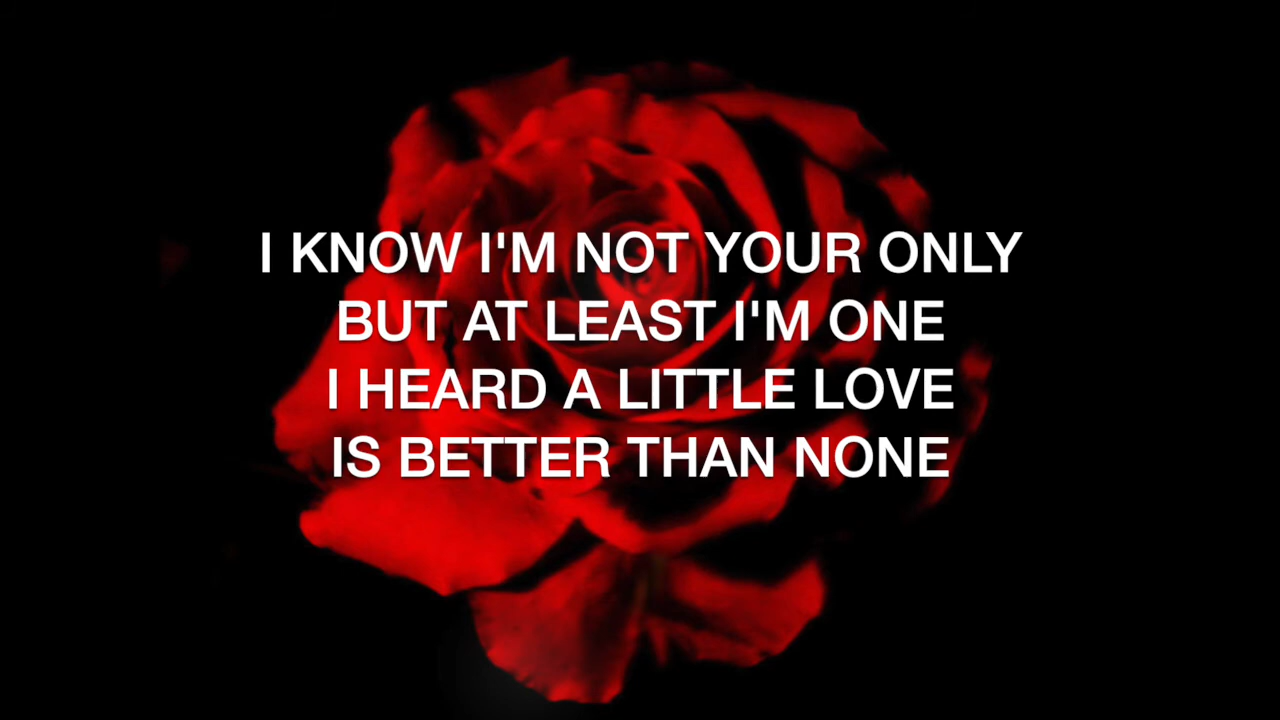 I KNOW I'M NOT YOUR ONLY
BUT AT LEAST I'M ONE
I HEARD A LITTLE LOVE
IS BETTER THAN NONE